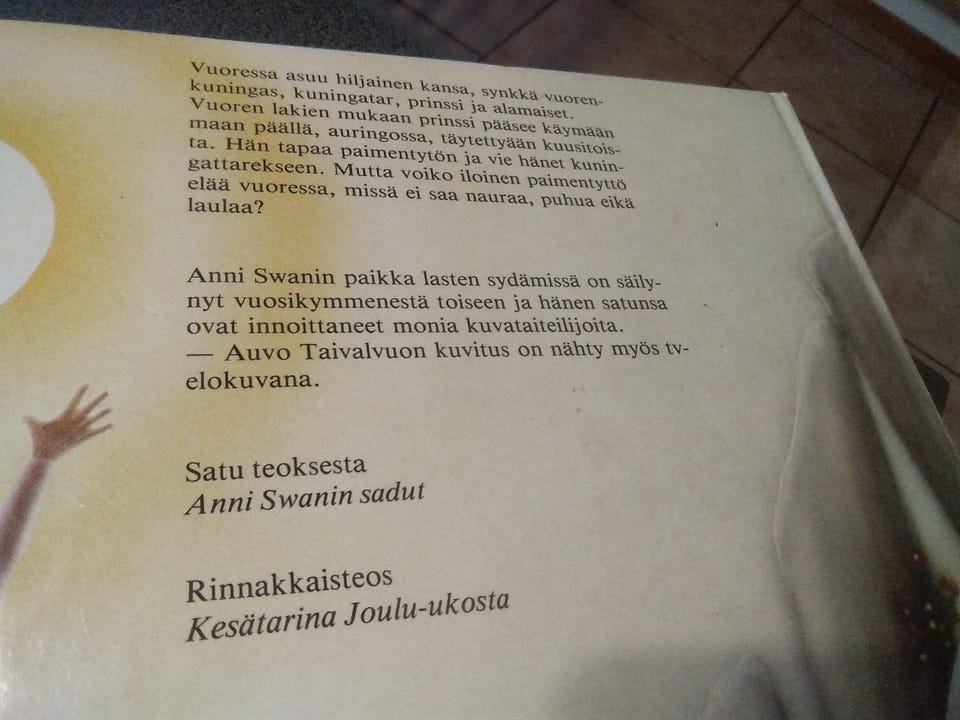 Vuoressa asuu hiljainen kansa, synkkä vuoren-
kuningas, kuningatar, prinssi ja alamaiset.
Vuoren lakien mukaan prinssi pääsee käymään
maan päällä, auringossa, täytettyään kuusitois-
ta. Hän tapaa paimentytön ja vie hänet kunin-
gattarekseen. Mutta voiko iloinen paimentyttö
elää vuoressa, missä ei saa nauraa, puhua eikä
laulaa?
Anni Swanin paikka lasten sydämissä on säily-
nyt vuosikymmenestä toiseen ja hänen satunsa
ovat innoittaneet monia kuvataiteilijoita.
— Auvo Taivalvuon kuvitus on nähty myös tv-
elokuvana.
Satu teoksesta
Anni Swanin sadut
Rinnakkaisteos
Kesätarina Joulu-ukosta